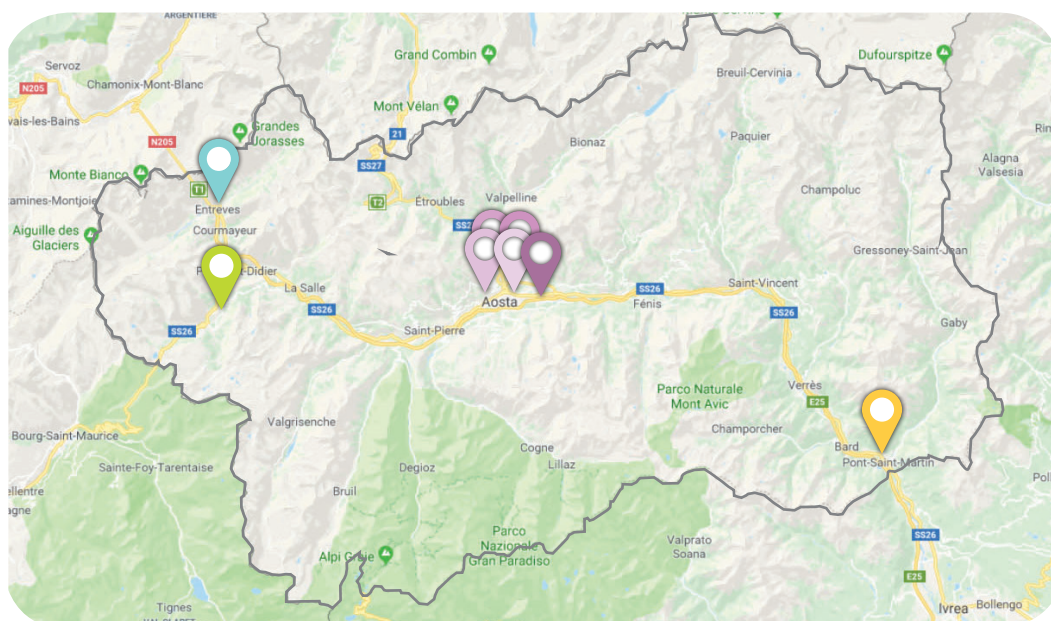 ARGENTIÈRE
Servoz
Chamonix-Mont-Blanc
N205
vais-les-Bains
N205
Grand Combin
Mont Vélan
21
Dufourspitze
Breuil-Cervinia
Grandes
Jorasses
SS27
Bionaz
Paquier
Alagna
Valsesia
Monte Bianco
T1
T2
Étroubles
Valpelline
Champoluc
amines-Montjoie
Entreves
Courmayeur
Aiguille des
Glaciers
Gressoney-Saint-Jean
t-Didier
La Salle
SS26
SS26
Saint-Pierre
Aosta
SS26
Fénis
Saint-Vincent
SS26
Gaby
Parco Naturale
Mont Avic
Verrès
E25
Valgrisenche
Champorcher
Bard
Pont-Saint-Martin
Bourg-Saint-Maurice
Sainte-Foy-Tarentaise
Cogne
Lillaz
Degioz
Bruil
ellentre
agne
Parco
Nazionale
Gran Paradiso
Alpi Graie
Valprato
Soana
SS26
E25
Tignes
Ivrea
Bollengo